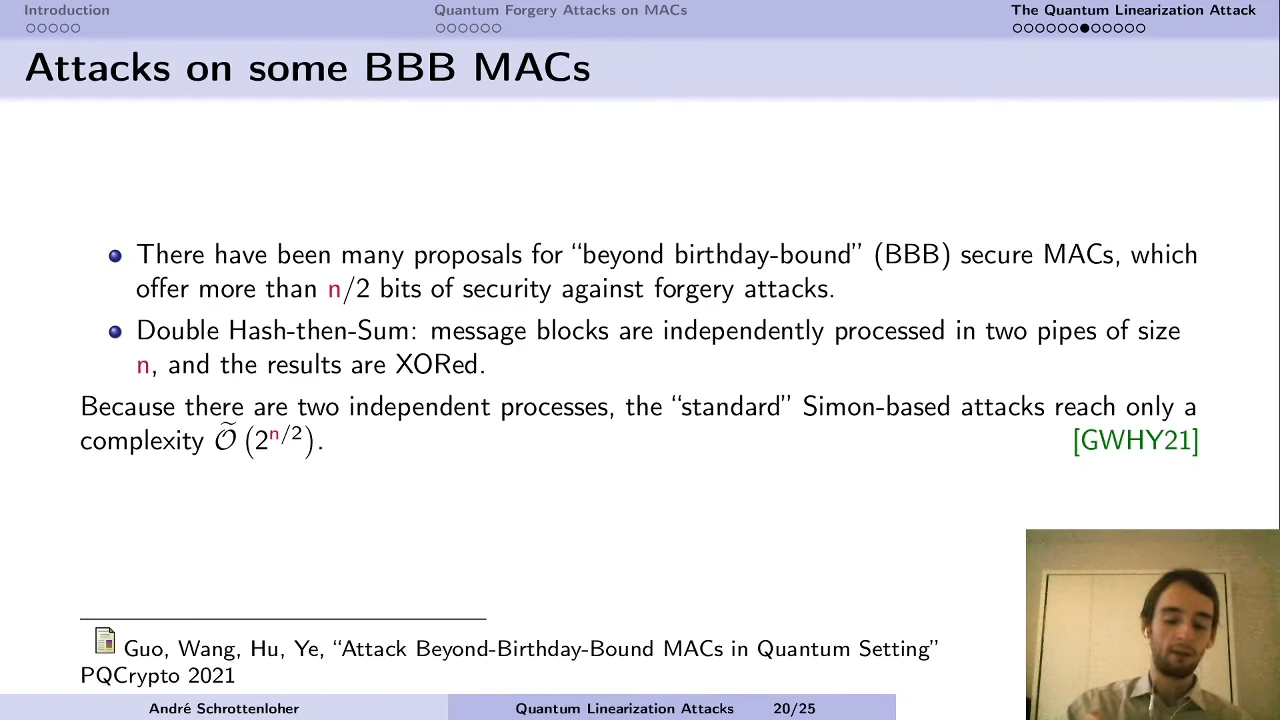 Introduction
Quantum Forgery Attacks on MACs
The Quantum Linearization Attack
Attacks on some BBB MACs
There have been many proposals for “beyond birthday-bound” (BBB) secure MACs, which
offer more than n/2 bits of security against forgery attacks.
Double Hash-then-Sum: message blocks are independently processed in two pipes of size
n, and the results are XORed.
Because there are two independent processes, the “standard” Simon-based attacks reach only a
complexity Õ (2^{n/2}). [GWHY21]
Guo, Wang, Hu, Ye, “Attack Beyond-Birthday-Bound MACs in Quantum Setting”
PQCrypto 2021
André Schrottenloher
Quantum Linearization Attacks
20/25